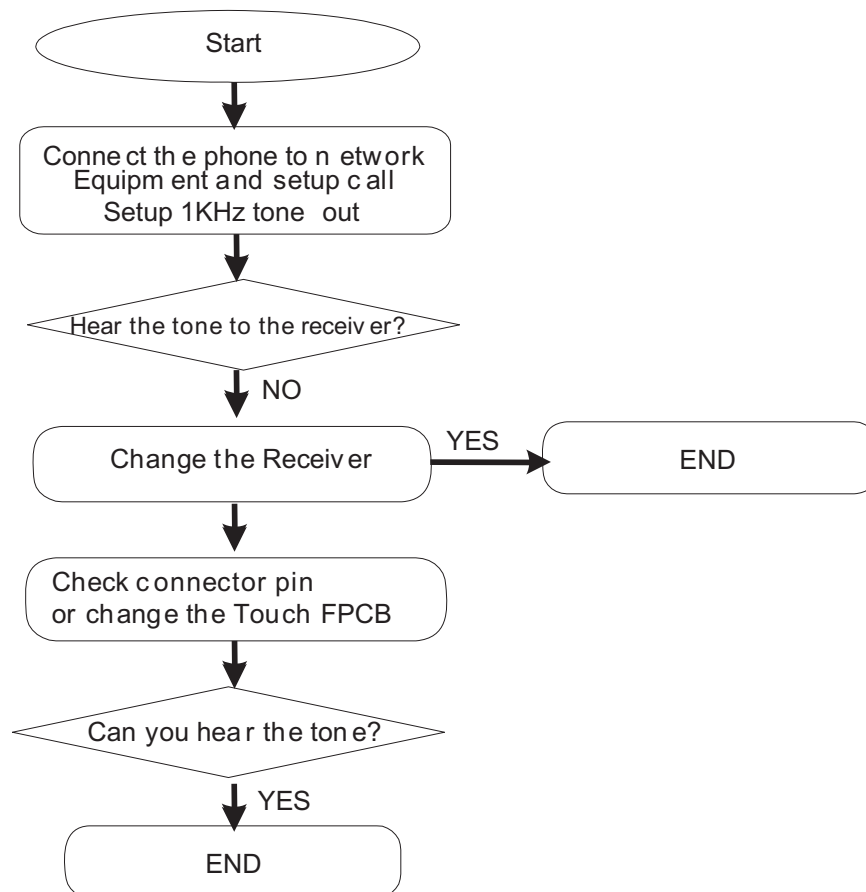 Start
Connect the phone to network
Equipment and setup call
Setup 1KHz tone out
Hear the tone to the receiver?
NO
Change the Receiver
YES
END
Check connector pin
or change the Touch FPCB
Can you hear the tone?
YES
END